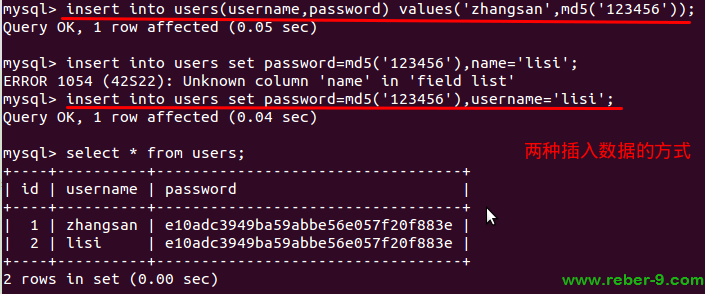 mysql> insert into users(username,password) values('zhangsan',md5('123456'));
Query OK, 1 row affected (0.05 sec)
mysql> insert into users set password=md5('123456'),name='lisi';
ERROR 1054 (42S22): Unknown column 'name' in 'field list'
mysql> insert into users set password=md5('123456'),username='lisi';
Query OK, 1 row affected (0.04 sec)
mysql> select * from users;
两种插入数据的方式
+----+----------+----------------------------------+
| id | username | password                         |
+----+----------+----------------------------------+
|  1 | zhangsan | e10adc3949ba59abbe56e057f20f883e |
|  2 | lisi     | e10adc3949ba59abbe56e057f20f883e |
+----+----------+----------------------------------+
2 rows in set (0.00 sec)
www.reber-9.com